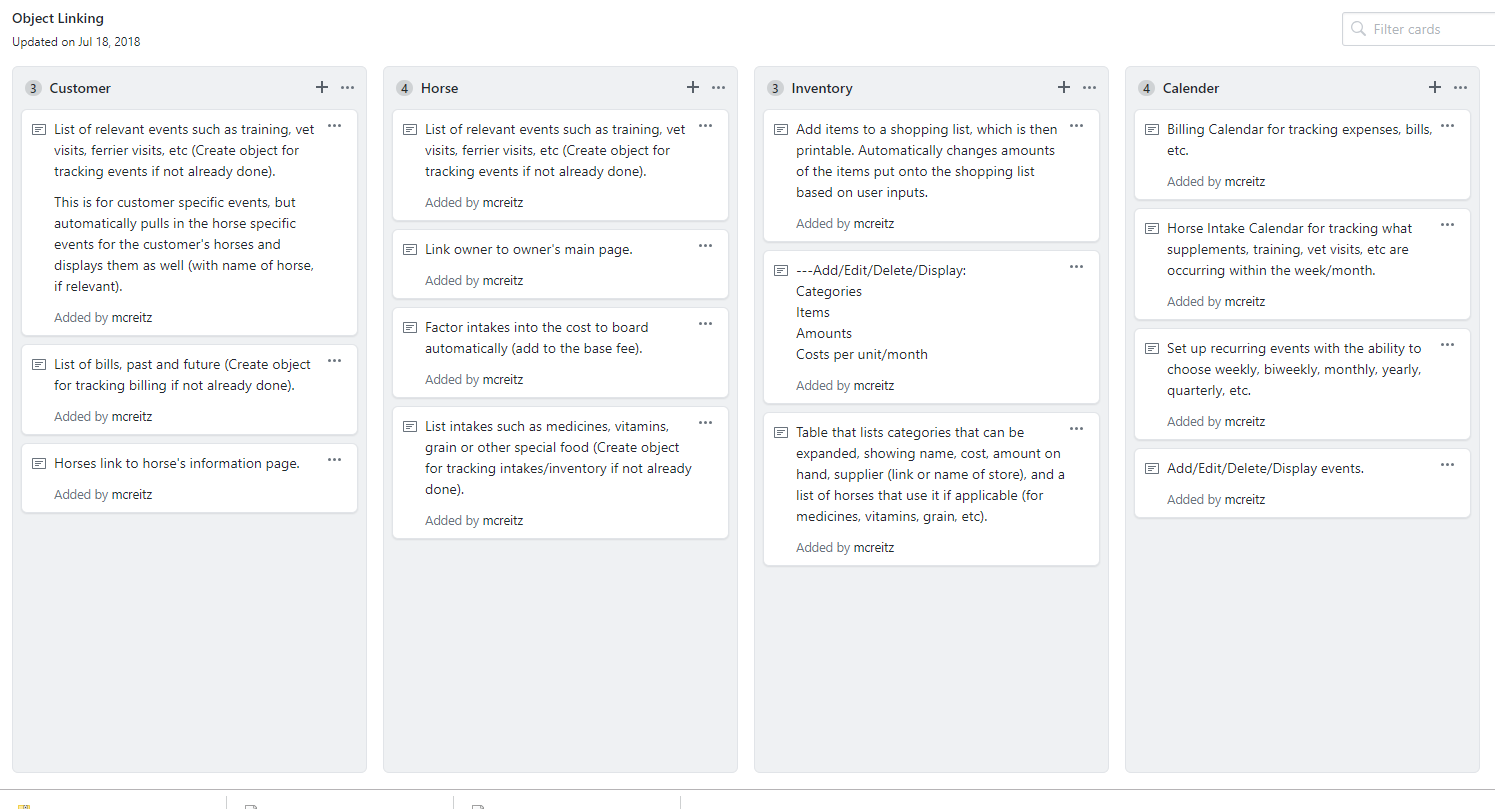 Object Linking
Updated on Jul 18, 2018
Filter cards
3 Customer
List of relevant events such as training, vet
visits, ferrier visits, etc (Create object for
tracking events if not already done).
This is for customer specific events, but
automatically pulls in the horse specific
events for the customer's horses and
displays them as well (with name of horse,
if relevant).
Added by mcreitz
List of bills, past and future (Create object
for tracking billing if not already done).
Added by mcreitz
Horses link to horse's information page.
Added by mcreitz
4 Horse
List of relevant events such as training, vet
visits, ferrier visits, etc (Create object for
tracking events if not already done).
Added by mcreitz
Link owner to owner's main page.
Added by mcreitz
Factor intakes into the cost to board
automatically (add to the base fee).
Added by mcreitz
List intakes such as medicines, vitamins,
grain or other special food (Create object
for tracking intakes/inventory if not already
done).
Added by mcreitz
3 Inventory
Add items to a shopping list, which is then
printable. Automatically changes amounts
of the items put onto the shopping list
based on user inputs.
Added by mcreitz
---Add/Edit/Delete/Display:
Categories
Items
Amounts
Costs per unit/month
Added by mcreitz
Table that lists categories that can be
expanded, showing name, cost, amount on
hand, supplier (link or name of store), and a
list of horses that use it if applicable (for
medicines, vitamins, grain, etc).
Added by mcreitz
4 Calender
Billing Calendar for tracking expenses, bills,
etc.
Added by mcreitz
Horse Intake Calendar for tracking what
supplements, training, vet visits, etc are
occurring within the week/month.
Added by mcreitz
Set up recurring events with the ability to
choose weekly, biweekly, monthly, yearly,
quarterly, etc.
Added by mcreitz
Add/Edit/Delete/Display events.
Added by mcreitz